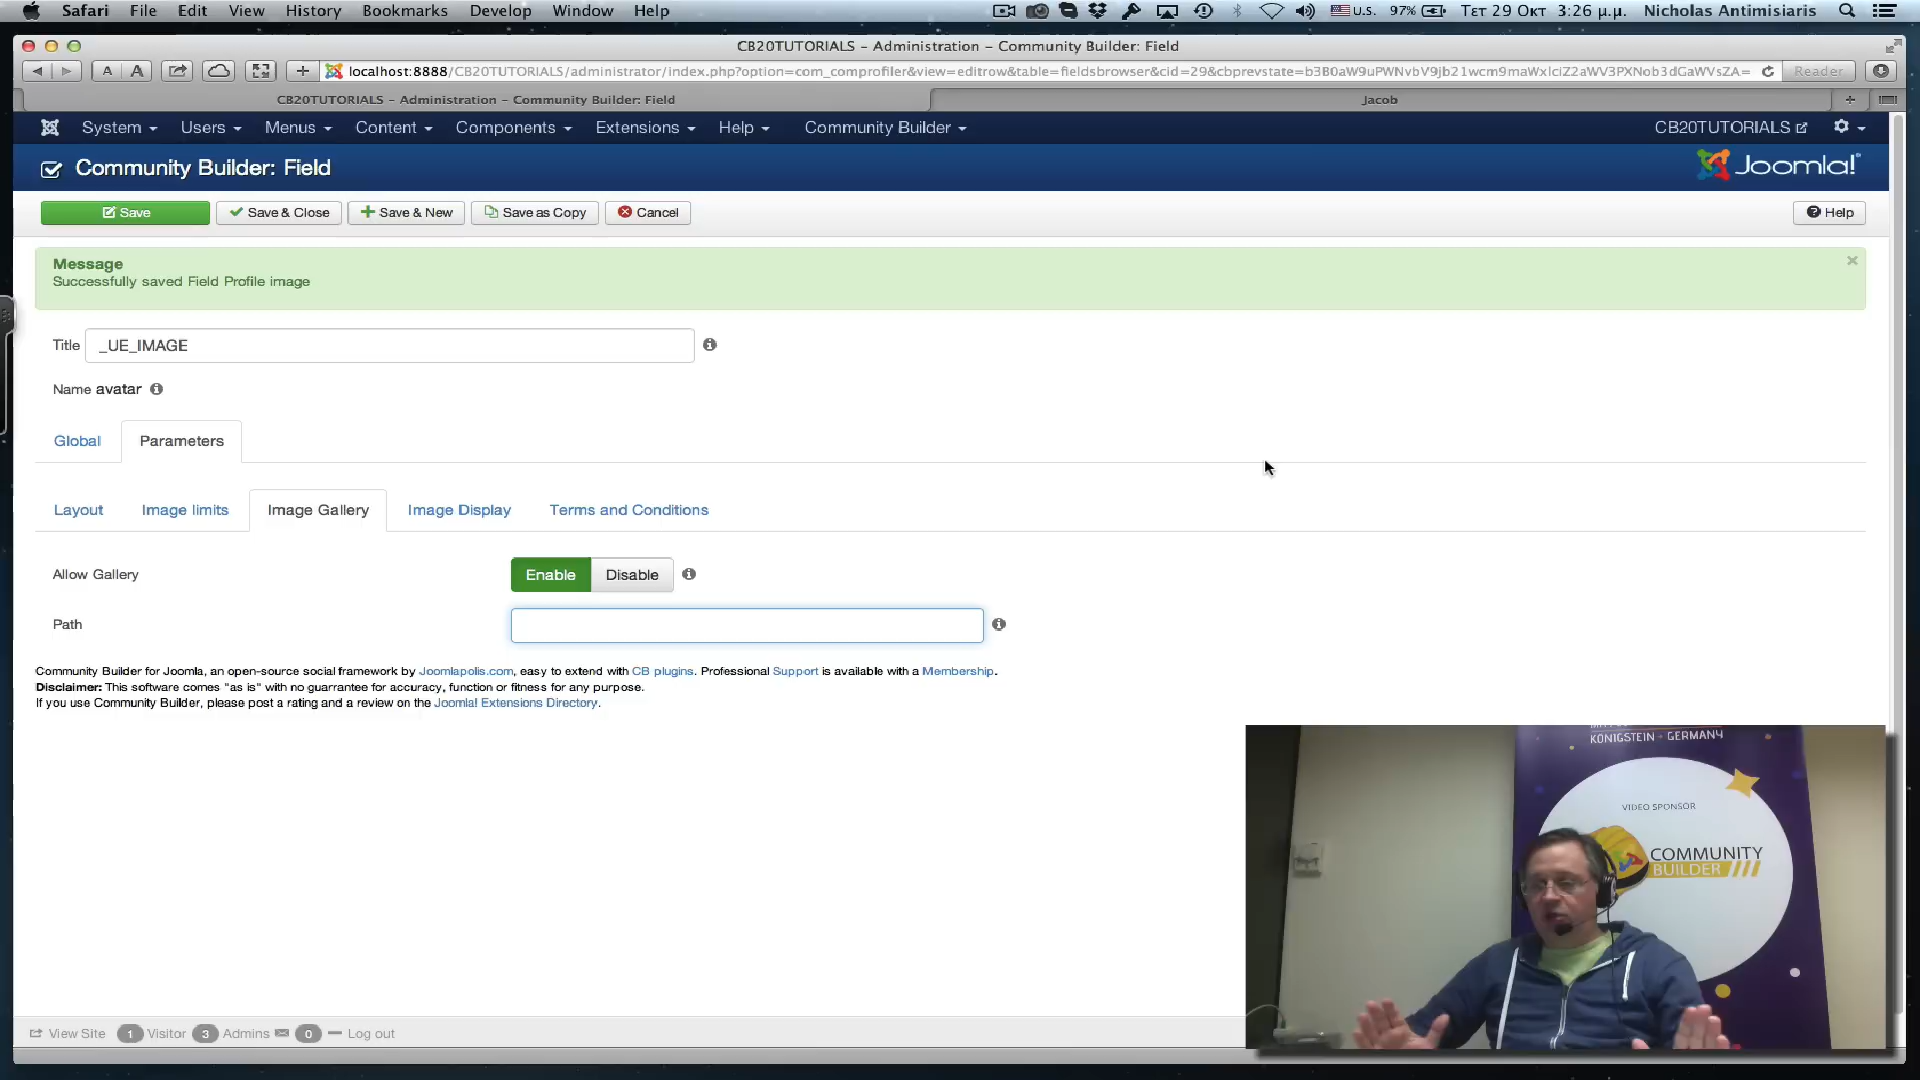 Safari File Edit View History Bookmarks Develop Window Help U.S. 97% Τετ 29 Οκτ 3:26 μ.μ. Nicholas Antimisiaris
CB20TUTORIALS – Administration – Community Builder: Field
A A localhost:8888/CB20TUTORIALS/administrator/index.php?option=com_comprofiler&view=editrow&table=fieldsbrowser&cid=29&cbprevstate=b3B0aW9uPWNvbV9jb21wcm9maWxlciZ2aWV3PXNob3dGaWVsZA= Reader
CB20TUTORIALS – Administration – Community Builder: Field Jacob
System Users Menus Content Components Extensions Help Community Builder CB20TUTORIALS
Community Builder: Field Joomla!
Save Save & Close Save & New Save as Copy Cancel Help
Message
Successfully saved Field Profile image
Title _UE_IMAGE
Name avatar
Global Parameters
Layout Image limits Image Gallery Image Display Terms and Conditions
Allow Gallery Enable Disable
Path
Community Builder for Joomla, an open-source social framework by Joomlapolis.com, easy to extend with CB plugins. Professional Support is available with a Membership.
Disclaimer: This software comes "as is" with no guarrantee for accuracy, function or fitness for any purpose.
If you use Community Builder, please post a rating and a review on the Joomla! Extensions Directory.
KÖNIGSTEIN - GERMANY
VIDEO SPONSOR
COMMUNITY
BUILDER
View Site 1 Visitor 3 Admins 0 Log out